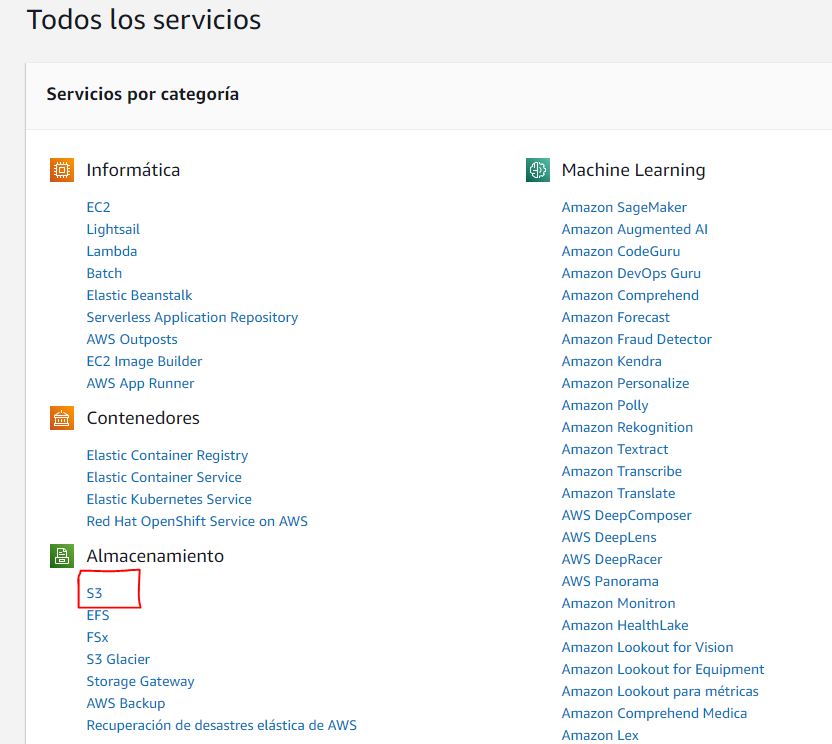 Todos los servicios
Servicios por categoría
Informática
EC2
Lightsail
Lambda
Batch
Elastic Beanstalk
Serverless Application Repository
AWS Outposts
EC2 Image Builder
AWS App Runner
Contenedores
Elastic Container Registry
Elastic Container Service
Elastic Kubernetes Service
Red Hat OpenShift Service on AWS
Almacenamiento
S3
EFS
FSx
S3 Glacier
Storage Gateway
AWS Backup
Recuperación de desastres elástica de AWS
Machine Learning
Amazon SageMaker
Amazon Augmented AI
Amazon CodeGuru
Amazon DevOps Guru
Amazon Comprehend
Amazon Forecast
Amazon Fraud Detector
Amazon Kendra
Amazon Personalize
Amazon Polly
Amazon Rekognition
Amazon Textract
Amazon Transcribe
Amazon Translate
AWS DeepComposer
AWS DeepLens
AWS DeepRacer
AWS Panorama
Amazon Monitron
Amazon HealthLake
Amazon Lookout for Vision
Amazon Lookout for Equipment
Amazon Lookout para métricas
Amazon Comprehend Medica
Amazon Lex